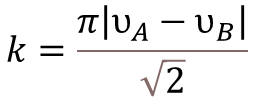 k = π|υ_A − υ_B| / √2